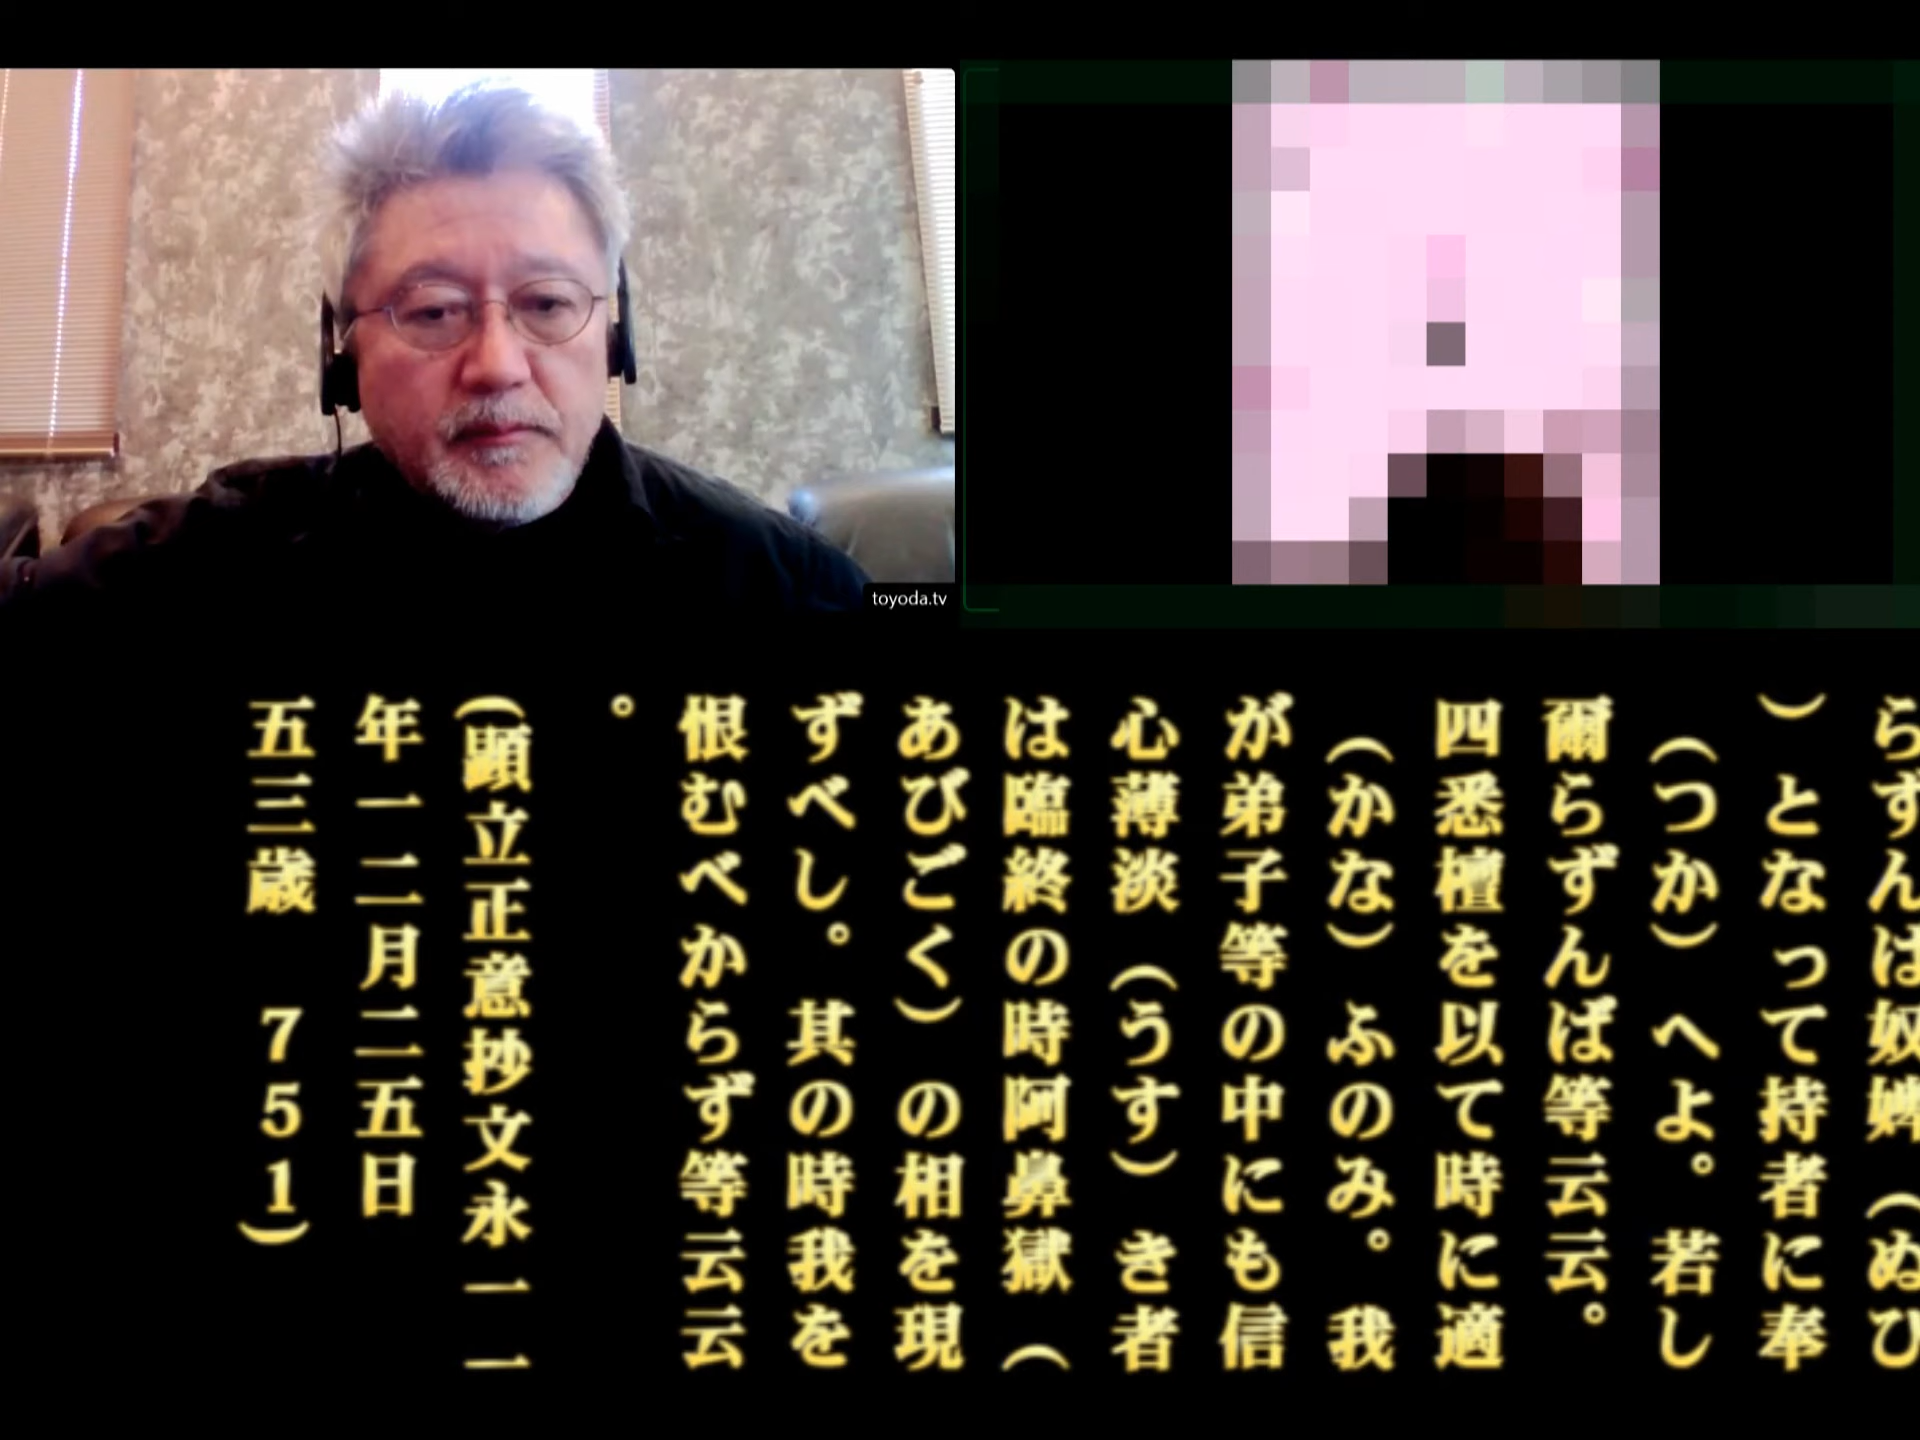 toyoda.tv
らずんば奴婢（ぬひ
）となって持者に奉
（つか）へよ。若し
爾らずんば等云云。
四悉檀を以て時に適
（かな）ふのみ。我
が弟子等の中にも信
心薄淡（うす）き者
は臨終の時阿鼻獄（
あびごく）の相を現
ずべし。其の時我を
恨むべからず等云云
。
(顕立正意抄文永一一
年一二月二五日
五三歳　751)